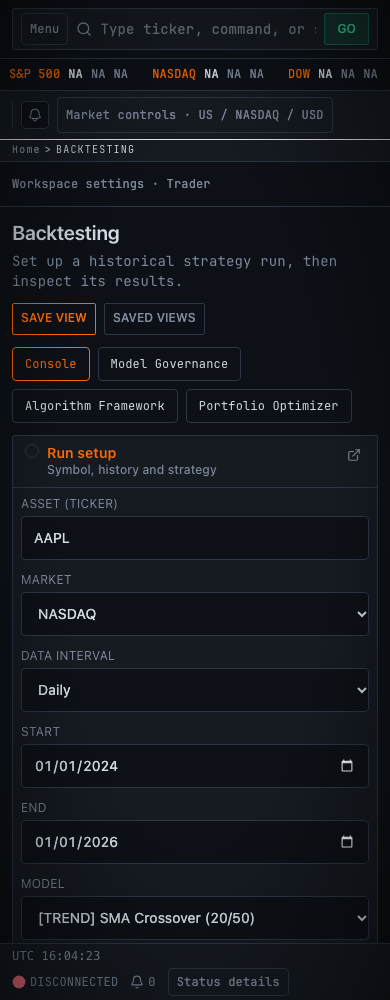 Menu Type ticker, command, or s GO
S&P 500 NA NA NA NASDAQ NA NA NA DOW NA NA NA
Market controls · US / NASDAQ / USD
Home > BACKTESTING
Workspace settings · Trader
Backtesting
Set up a historical strategy run, then
inspect its results.
SAVE VIEW SAVED VIEWS
Console Model Governance
Algorithm Framework Portfolio Optimizer
Run setup
Symbol, history and strategy
ASSET (TICKER)
AAPL
MARKET
NASDAQ
DATA INTERVAL
Daily
START
01/01/2024
END
01/01/2026
MODEL
[TREND] SMA Crossover (20/50)
UTC 16:04:23
DISCONNECTED 0 Status details